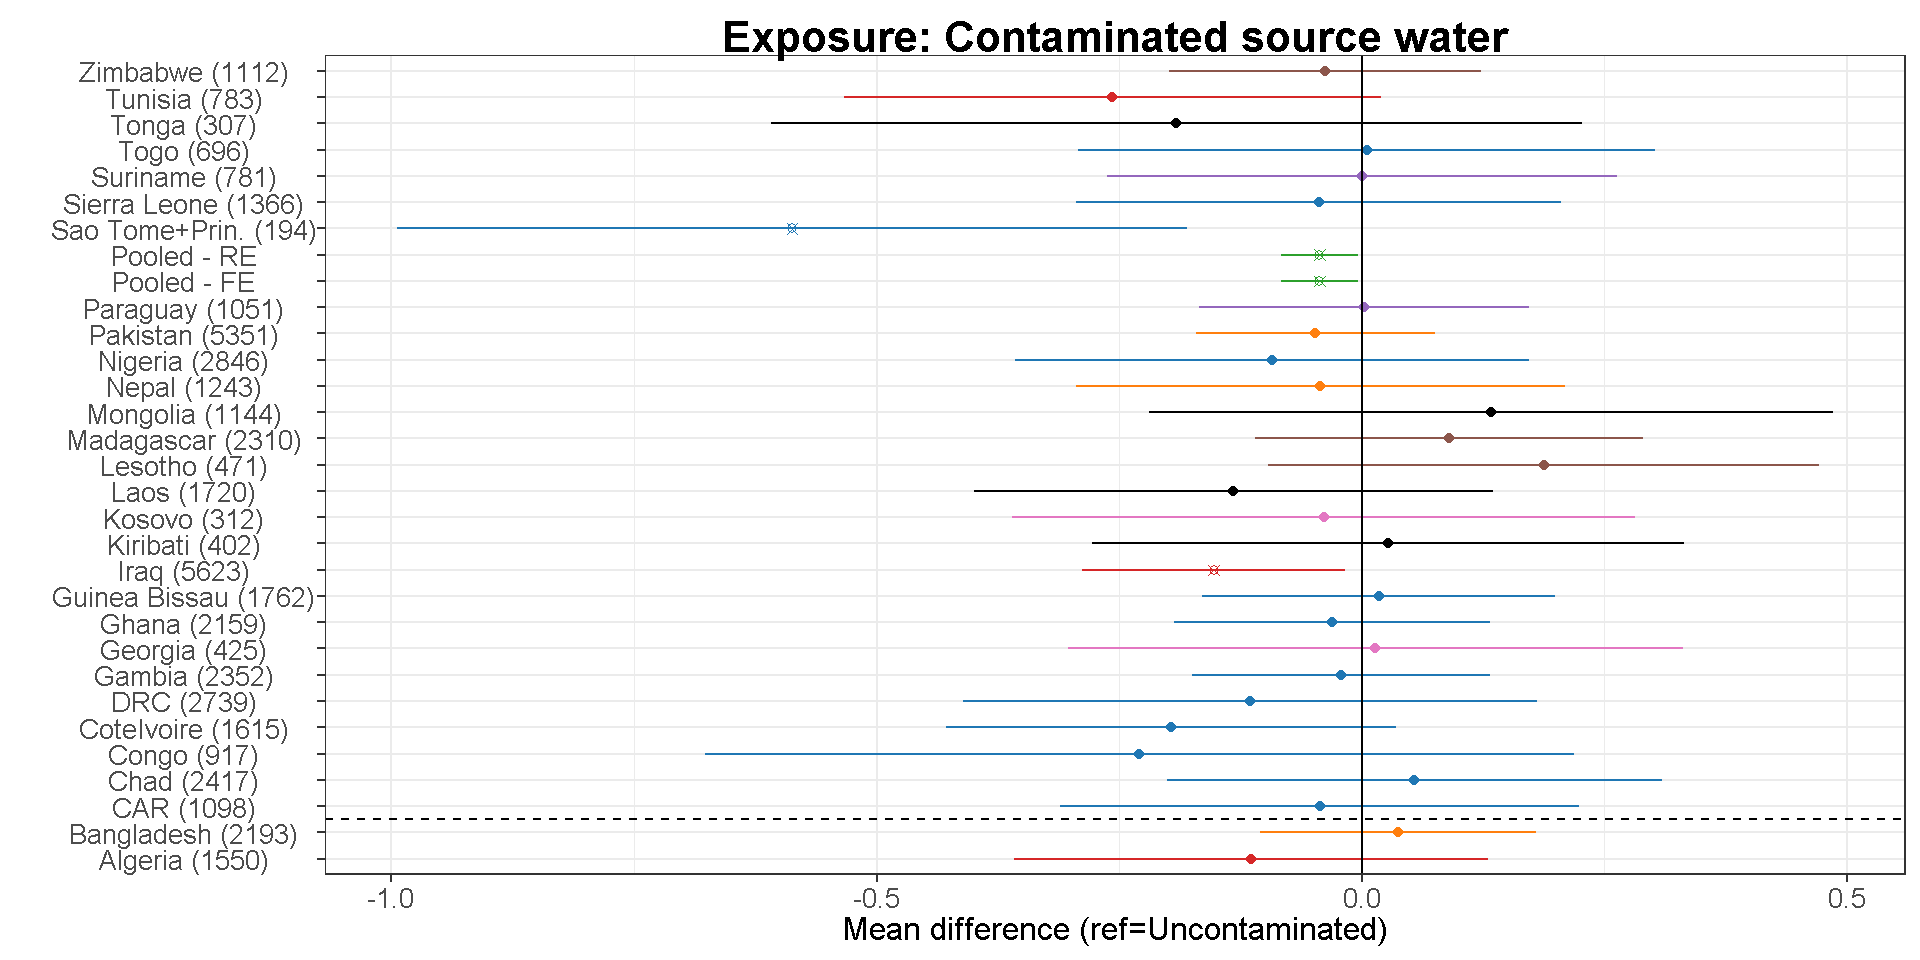 Exposure: Contaminated source water
Zimbabwe (1112)
Tunisia (783)
Tonga (307)
Togo (696)
Suriname (781)
Sierra Leone (1366)
Sao Tome+Prin. (194)
Pooled - RE
Pooled - FE
Paraguay (1051)
Pakistan (5351)
Nigeria (2846)
Nepal (1243)
Mongolia (1144)
Madagascar (2310)
Lesotho (471)
Laos (1720)
Kosovo (312)
Kiribati (402)
Iraq (5623)
Guinea Bissau (1762)
Ghana (2159)
Georgia (425)
Gambia (2352)
DRC (2739)
CoteIvoire (1615)
Congo (917)
Chad (2417)
CAR (1098)
Bangladesh (2193)
Algeria (1550)
-1.0 -0.5 0.0 0.5
Mean difference (ref=Uncontaminated)